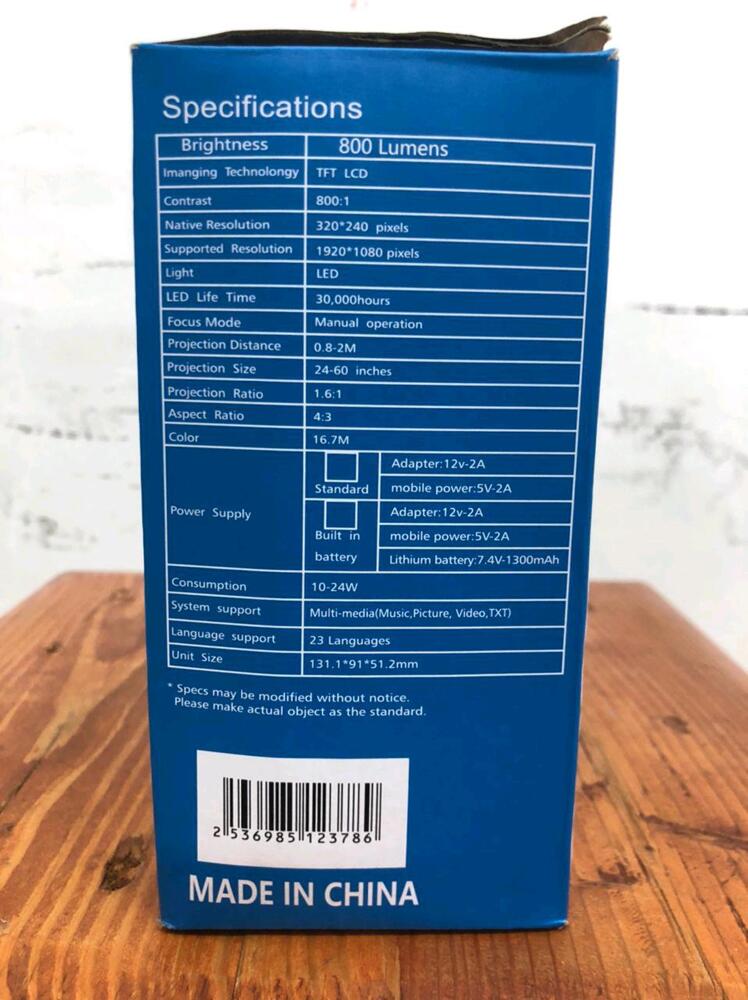 Specifications
Brightness 800 Lumens
Imanging Technolongy TFT LCD
Contrast 800:1
Native Resolution 320*240 pixels
Supported Resolution 1920*1080 pixels
Light LED
LED Life Time 30,000hours
Focus Mode Manual operation
Projection Distance 0.8-2M
Projection Size 24-60 inches
Projection Ratio 1.6:1
Aspect Ratio 4:3
Color 16.7M
Power Supply
Standard
Adapter:12v-2A
mobile power:5V-2A
Built in
battery
Adapter:12v-2A
mobile power:5V-2A
Lithium battery:7.4V-1300mAh
Consumption 10-24W
System support Multi-media(Music,Picture, Video,TXT)
Language support 23 Languages
Unit Size 131.1*91*51.2mm
* Specs may be modified without notice.
Please make actual object as the standard.
2 536985 123786
MADE IN CHINA